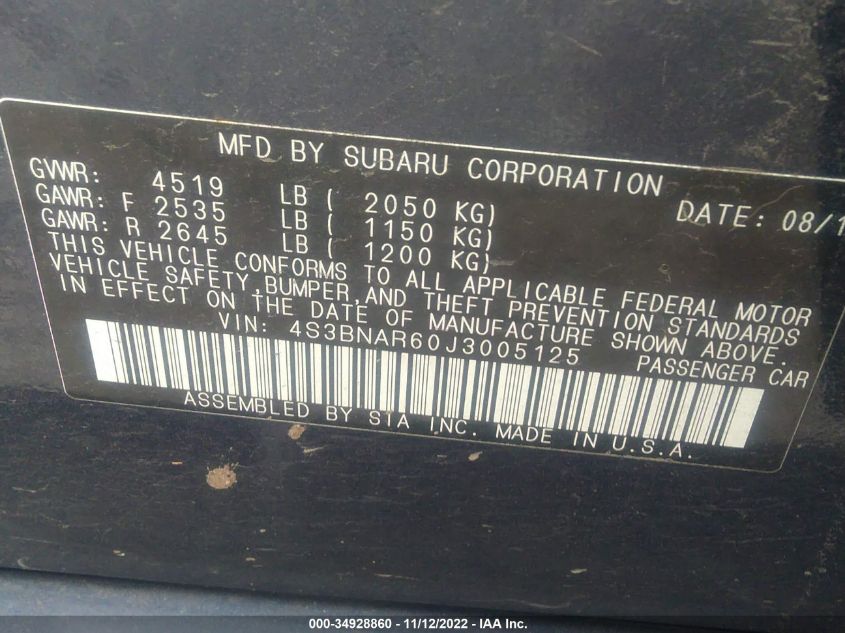 MFD BY SUBARU CORPORATION
DATE: 08/1
GVWR: 4519 LB ( 2050 KG)
GAWR: F 2535 LB ( 1150 KG)
GAWR: R 2645 LB ( 1200 KG)
THIS VEHICLE CONFORMS TO ALL APPLICABLE FEDERAL MOTOR
VEHICLE SAFETY,BUMPER,AND THEFT PREVENTION STANDARDS
IN EFFECT ON THE DATE OF MANUFACTURE SHOWN ABOVE.
VIN: 4S3BNAR60J3005125 PASSENGER CAR
ASSEMBLED BY SIA INC. MADE IN U.S.A.
000-34928860 - 11/12/2022 - IAA Inc.